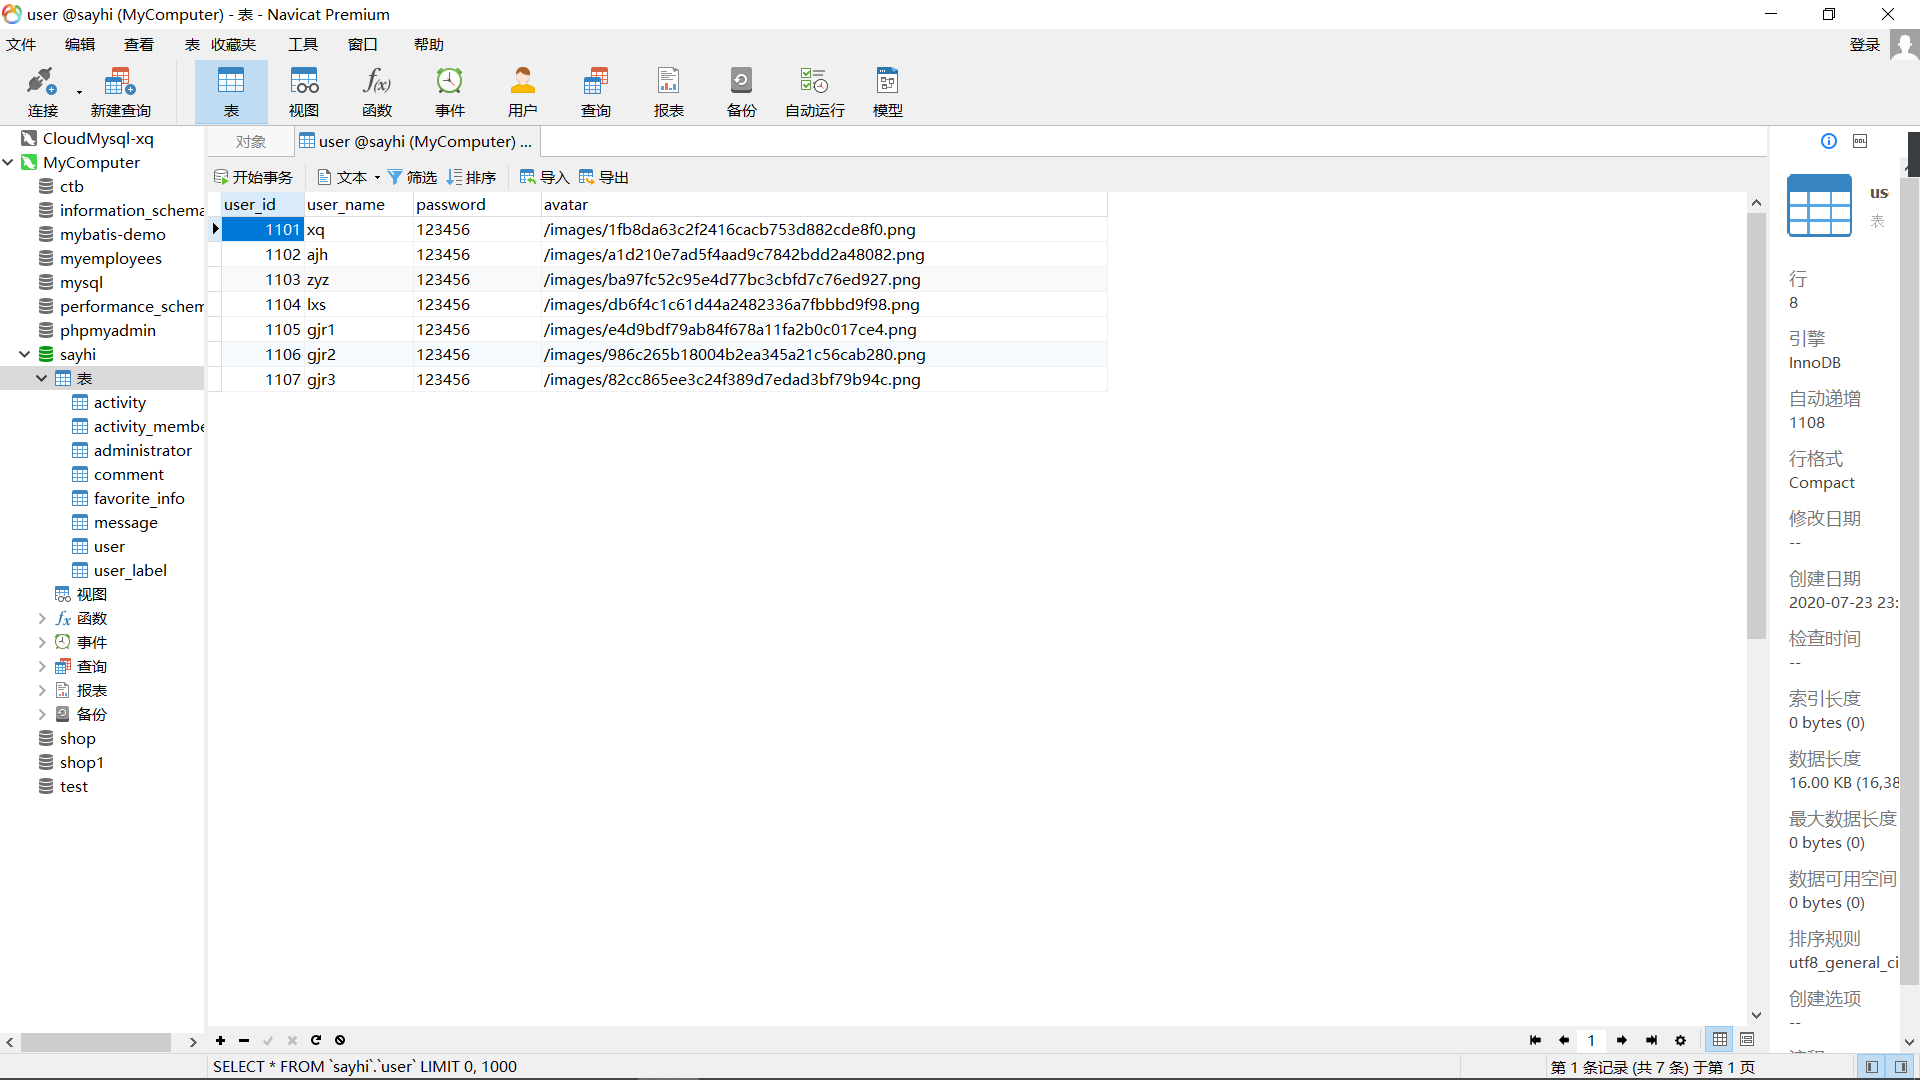 user @sayhi (MyComputer) - 表 - Navicat Premium
文件 编辑 查看 表 收藏夹 工具 窗口 帮助 登录
连接 新建查询 表 视图 函数 事件 用户 查询 报表 备份 自动运行 模型
f(x)
CloudMysql-xq
MyComputer
ctb
information_schema
mybatis-demo
myemployees
mysql
performance_schem
phpmyadmin
sayhi
表
activity
activity_membe
administrator
comment
favorite_info
message
user
user_label
视图
fx 函数
事件
查询
报表
备份
shop
shop1
test
对象 user @sayhi (MyComputer) ...
开始事务 文本 筛选 排序 导入 导出
user_id user_name password avatar
1101 xq 123456 /images/1fb8da63c2f2416cacb753d882cde8f0.png
1102 ajh 123456 /images/a1d210e7ad5f4aad9c7842bdd2a48082.png
1103 zyz 123456 /images/ba97fc52c95e4d77bc3cbfd7c76ed927.png
1104 lxs 123456 /images/db6f4c1c61d44a2482336a7fbbbd9f98.png
1105 gjr1 123456 /images/e4d9bdf79ab84f678a11fa2b0c017ce4.png
1106 gjr2 123456 /images/986c265b18004b2ea345a21c56cab280.png
1107 gjr3 123456 /images/82cc865ee3c24f389d7edad3bf79b94c.png
DDL
us
表
行
8
引擎
InnoDB
自动递增
1108
行格式
Compact
修改日期
--
创建日期
2020-07-23 23:
检查时间
--
索引长度
0 bytes (0)
数据长度
16.00 KB (16,38
最大数据长度
0 bytes (0)
数据可用空间
0 bytes (0)
排序规则
utf8_general_ci
创建选项
--
1
SELECT * FROM `sayhi`.`user` LIMIT 0, 1000
第 1 条记录 (共 7 条) 于第 1 页